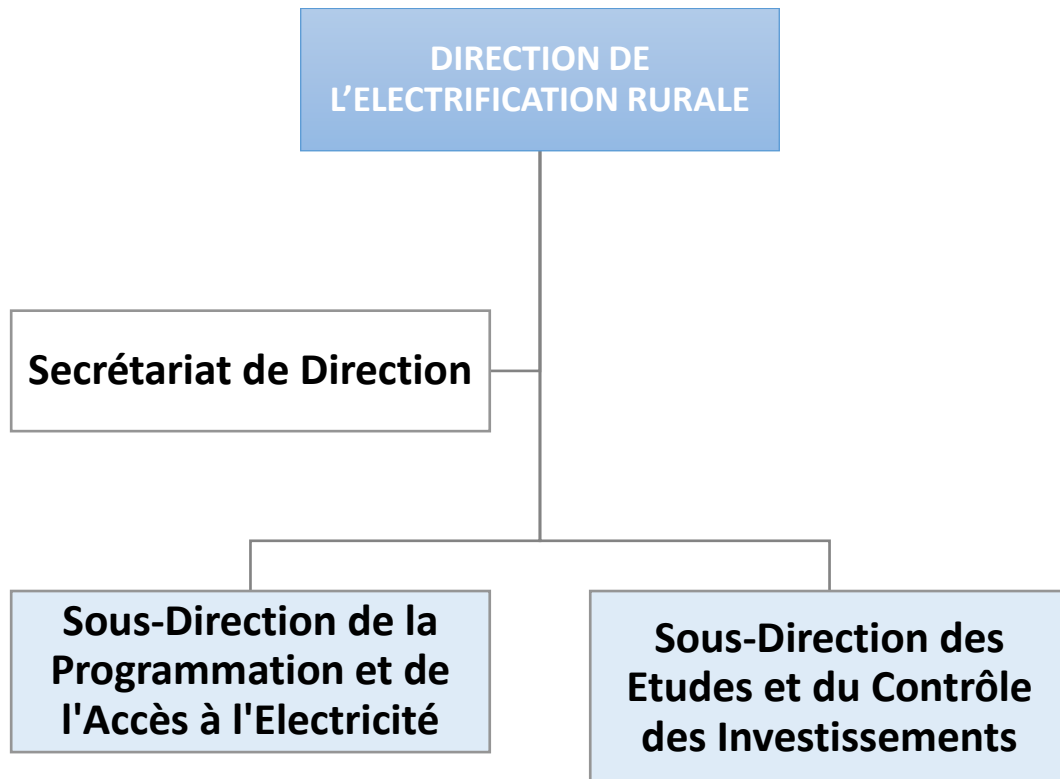 DIRECTION DE
L’ELECTRIFICATION RURALE
Secrétariat de Direction
Sous-Direction de la
Programmation et de
l'Accès à l'Electricité
Sous-Direction des
Etudes et du Contrôle
des Investissements